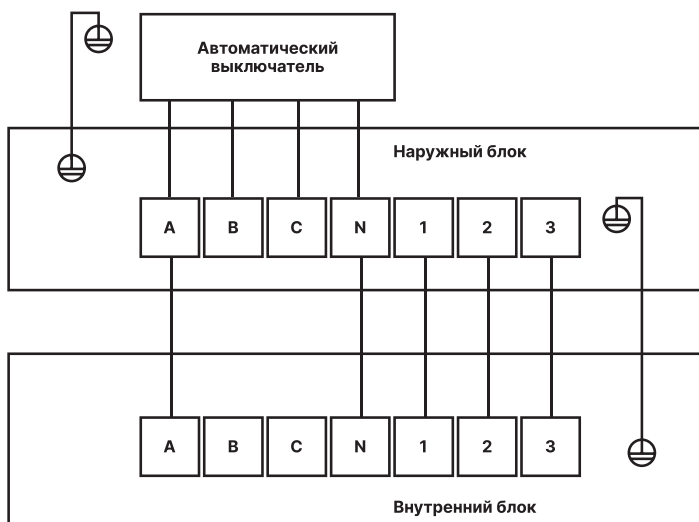 Автоматический
выключатель
Наружный блок
A B C N 1 2 3
A B C N 1 2 3
Внутренний блок